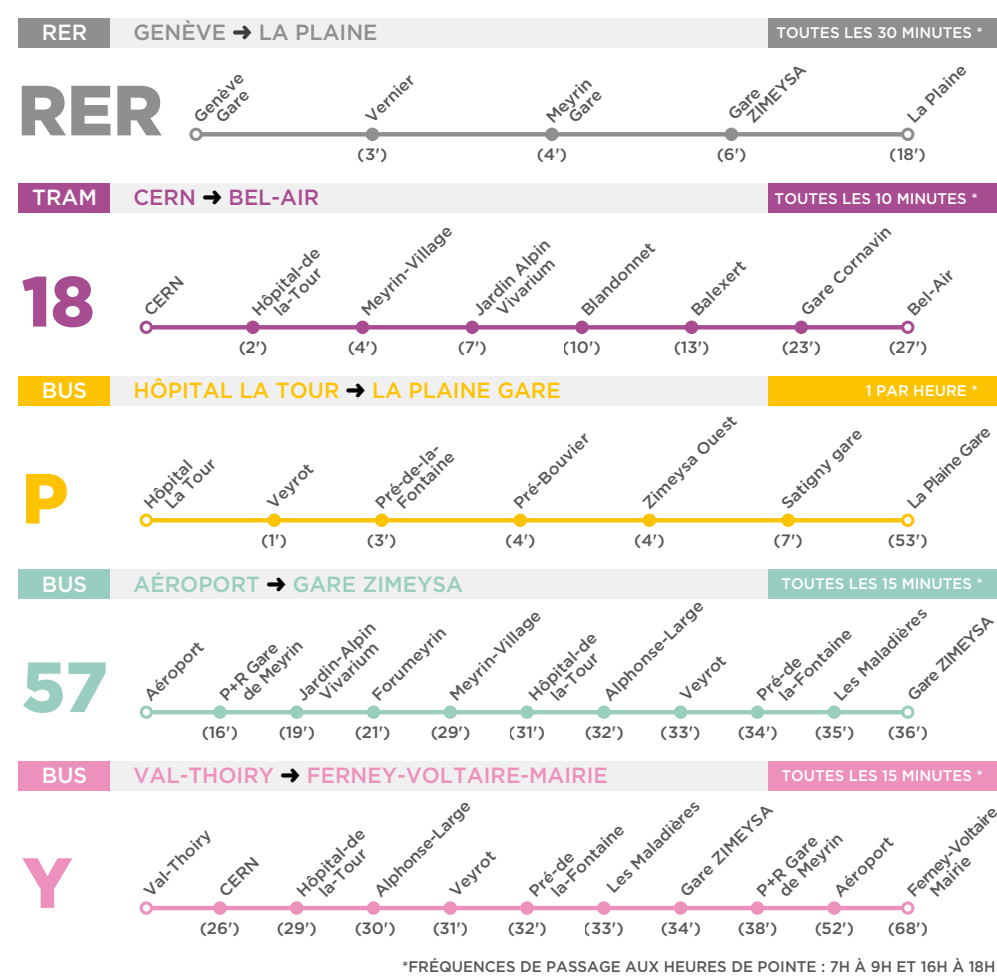 RER GENÈVE ➜ LA PLAINE TOUTES LES 30 MINUTES *
RER
Genève
Gare
Vernier
Meyrin
Gare
Gare
ZIMEYSA
La Plaine
(3') (4') (6') (18')
TRAM CERN ➜ BEL-AIR TOUTES LES 10 MINUTES *
18
CERN
Hôpital-de
la-Tour
Meyrin-Village
Jardin Alpin
Vivarium
Blandonnet
Balexert
Gare Cornavin
Bel-Air
(2') (4') (7') (10') (13') (23') (27')
BUS HÔPITAL LA TOUR ➜ LA PLAINE GARE 1 PAR HEURE *
P
Hôpital
La Tour
Veyrot
Pré-de-la-
Fontaine
Pré-Bouvier
Zimeysa Ouest
Satigny gare
La Plaine Gare
(1') (3') (4') (4') (7') (53')
BUS AÉROPORT ➜ GARE ZIMEYSA TOUTES LES 15 MINUTES *
57
Aéroport
P+R Gare
de Meyrin
Jardin-Alpin
Vivarium
Forumeyrin
Meyrin-Village
Hôpital-de
la-Tour
Alphonse-Large
Veyrot
Pré-de
la-Fontaine
Les Maladières
Gare ZIMEYSA
(16') (19') (21') (29') (31') (32') (33') (34') (35') (36')
BUS VAL-THOIRY ➜ FERNEY-VOLTAIRE-MAIRIE TOUTES LES 15 MINUTES *
Y
Val-Thoiry
CERN
Hôpital-de
la-Tour
Alphonse-Large
Veyrot
Pré-de
la-Fontaine
Les Maladières
Gare ZIMEYSA
P+R Gare
de Meyrin
Aéroport
Ferney-Voltaire
Mairie
(26') (29') (30') (31') (32') (33') (34') (38') (52') (68')
*FRÉQUENCES DE PASSAGE AUX HEURES DE POINTE : 7H À 9H ET 16H À 18H